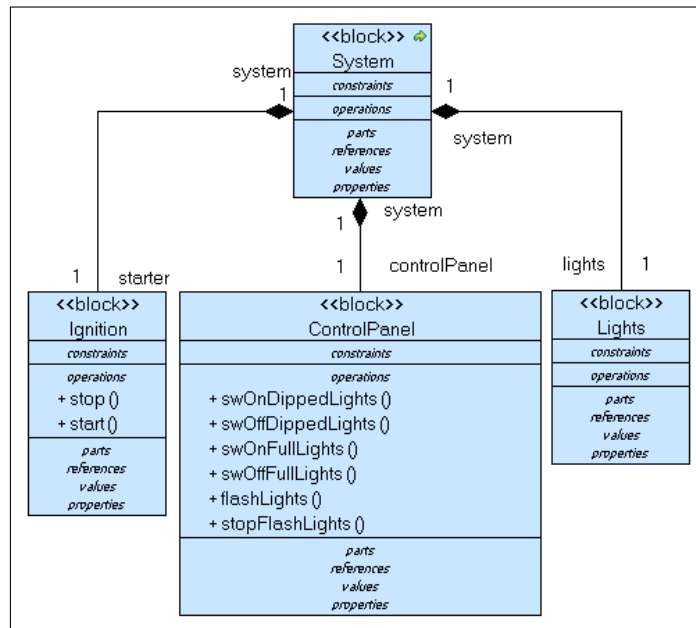 <<block>>
System
constraints
operations
parts
references
values
properties
system
1
1
system
system
1
1
starter
1
controlPanel
lights
1
<<block>>
Ignition
constraints
operations
+ stop ()
+ start ()
parts
references
values
properties
<<block>>
ControlPanel
constraints
operations
+ swOnDippedLights ()
+ swOffDippedLights ()
+ swOnFullLights ()
+ swOffFullLights ()
+ flashLights ()
+ stopFlashLights ()
parts
references
values
properties
<<block>>
Lights
constraints
operations
parts
references
values
properties